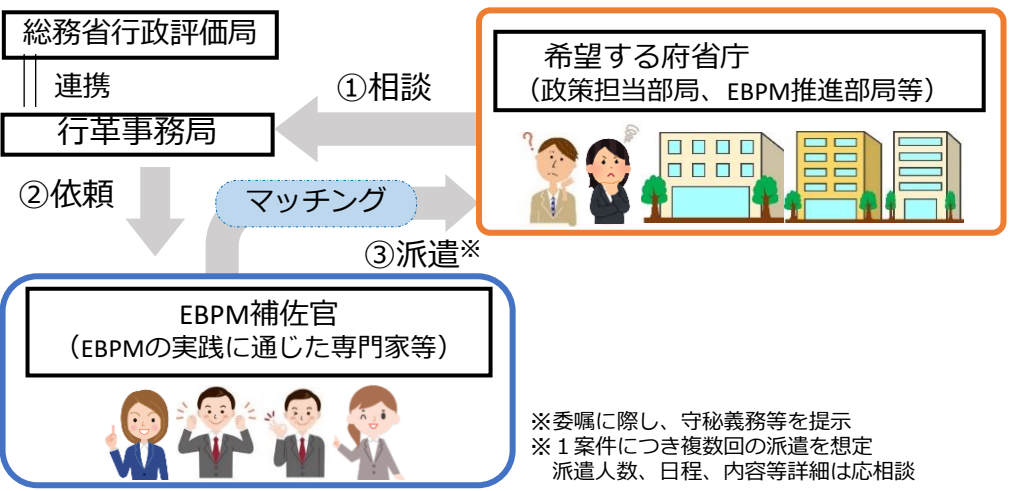 総務省行政評価局
連携
行革事務局
①相談
希望する府省庁
（政策担当部局、EBPM推進部局等）
②依頼
マッチング
③派遣※
EBPM補佐官
（EBPMの実践に通じた専門家等）
※委嘱に際し、守秘義務等を提示
※１案件につき複数回の派遣を想定
派遣人数、日程、内容等詳細は応相談